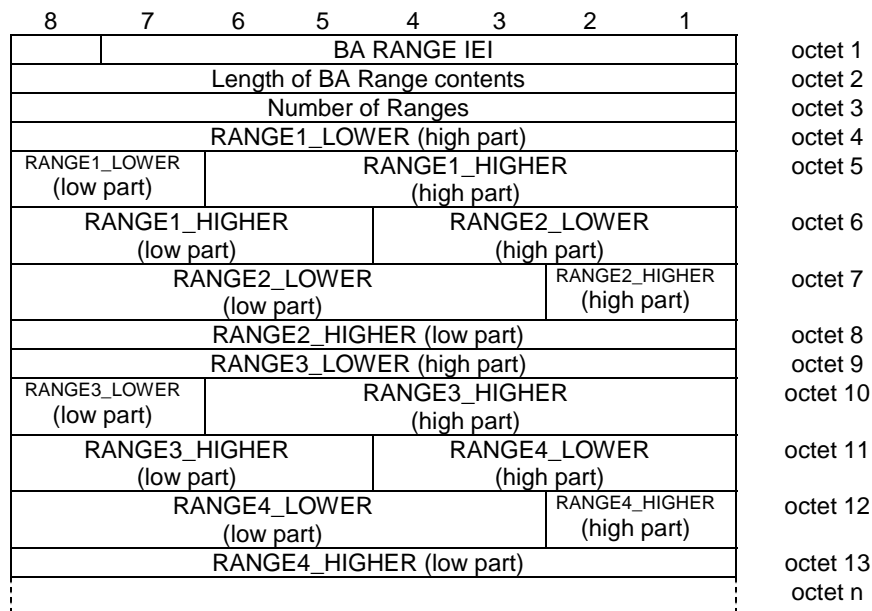 8 7 6 5 4 3 2 1
BA RANGE IEI octet 1
Length of BA Range contents octet 2
Number of Ranges octet 3
RANGE1_LOWER (high part) octet 4
RANGE1_LOWER RANGE1_HIGHER octet 5
(low part) (high part)
RANGE1_HIGHER RANGE2_LOWER octet 6
(low part) (high part)
RANGE2_LOWER RANGE2_HIGHER octet 7
(low part) (high part)
RANGE2_HIGHER (low part) octet 8
RANGE3_LOWER (high part) octet 9
RANGE3_LOWER RANGE3_HIGHER octet 10
(low part) (high part)
RANGE3_HIGHER RANGE4_LOWER octet 11
(low part) (high part)
RANGE4_LOWER RANGE4_HIGHER octet 12
(low part) (high part)
RANGE4_HIGHER (low part) octet 13
octet n